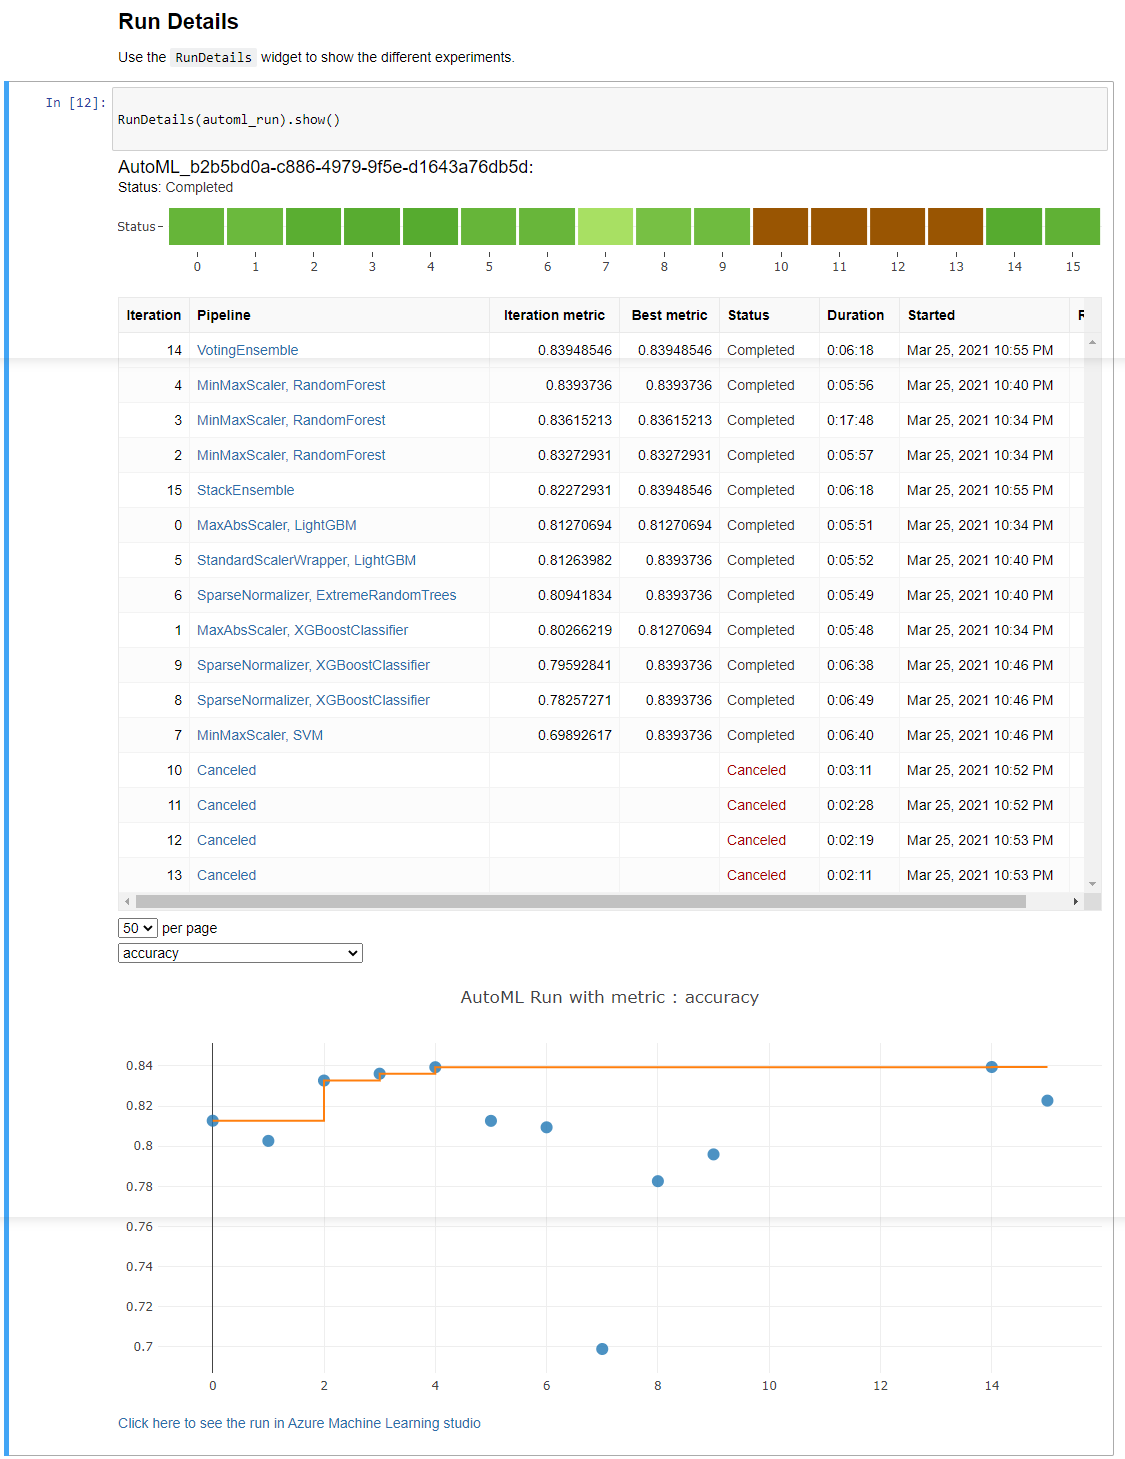 Run Details
Use the RunDetails widget to show the different experiments.
In [12]:
RunDetails(automl_run).show()
AutoML_b2b5bd0a-c886-4979-9f5e-d1643a76db5d:
Status: Completed
Status
0 1 2 3 4 5 6 7 8 9 10 11 12 13 14 15
Iteration Pipeline Iteration metric Best metric Status Duration Started R
14 VotingEnsemble 0.83948546 0.83948546 Completed 0:06:18 Mar 25, 2021 10:55 PM
4 MinMaxScaler, RandomForest 0.8393736 0.8393736 Completed 0:05:56 Mar 25, 2021 10:40 PM
3 MinMaxScaler, RandomForest 0.83615213 0.83615213 Completed 0:17:48 Mar 25, 2021 10:34 PM
2 MinMaxScaler, RandomForest 0.83272931 0.83272931 Completed 0:05:57 Mar 25, 2021 10:34 PM
15 StackEnsemble 0.82272931 0.83948546 Completed 0:06:18 Mar 25, 2021 10:55 PM
0 MaxAbsScaler, LightGBM 0.81270694 0.81270694 Completed 0:05:51 Mar 25, 2021 10:34 PM
5 StandardScalerWrapper, LightGBM 0.81263982 0.8393736 Completed 0:05:52 Mar 25, 2021 10:40 PM
6 SparseNormalizer, ExtremeRandomTrees 0.80941834 0.8393736 Completed 0:05:49 Mar 25, 2021 10:40 PM
1 MaxAbsScaler, XGBoostClassifier 0.80266219 0.81270694 Completed 0:05:48 Mar 25, 2021 10:34 PM
9 SparseNormalizer, XGBoostClassifier 0.79592841 0.8393736 Completed 0:06:38 Mar 25, 2021 10:46 PM
8 SparseNormalizer, XGBoostClassifier 0.78257271 0.8393736 Completed 0:06:49 Mar 25, 2021 10:46 PM
7 MinMaxScaler, SVM 0.69892617 0.8393736 Completed 0:06:40 Mar 25, 2021 10:46 PM
10 Canceled Canceled 0:03:11 Mar 25, 2021 10:52 PM
11 Canceled Canceled 0:02:28 Mar 25, 2021 10:52 PM
12 Canceled Canceled 0:02:19 Mar 25, 2021 10:53 PM
13 Canceled Canceled 0:02:11 Mar 25, 2021 10:53 PM
50 per page
accuracy
AutoML Run with metric : accuracy
0.84
0.82
0.8
0.78
0.76
0.74
0.72
0.7
0 2 4 6 8 10 12 14
Click here to see the run in Azure Machine Learning studio